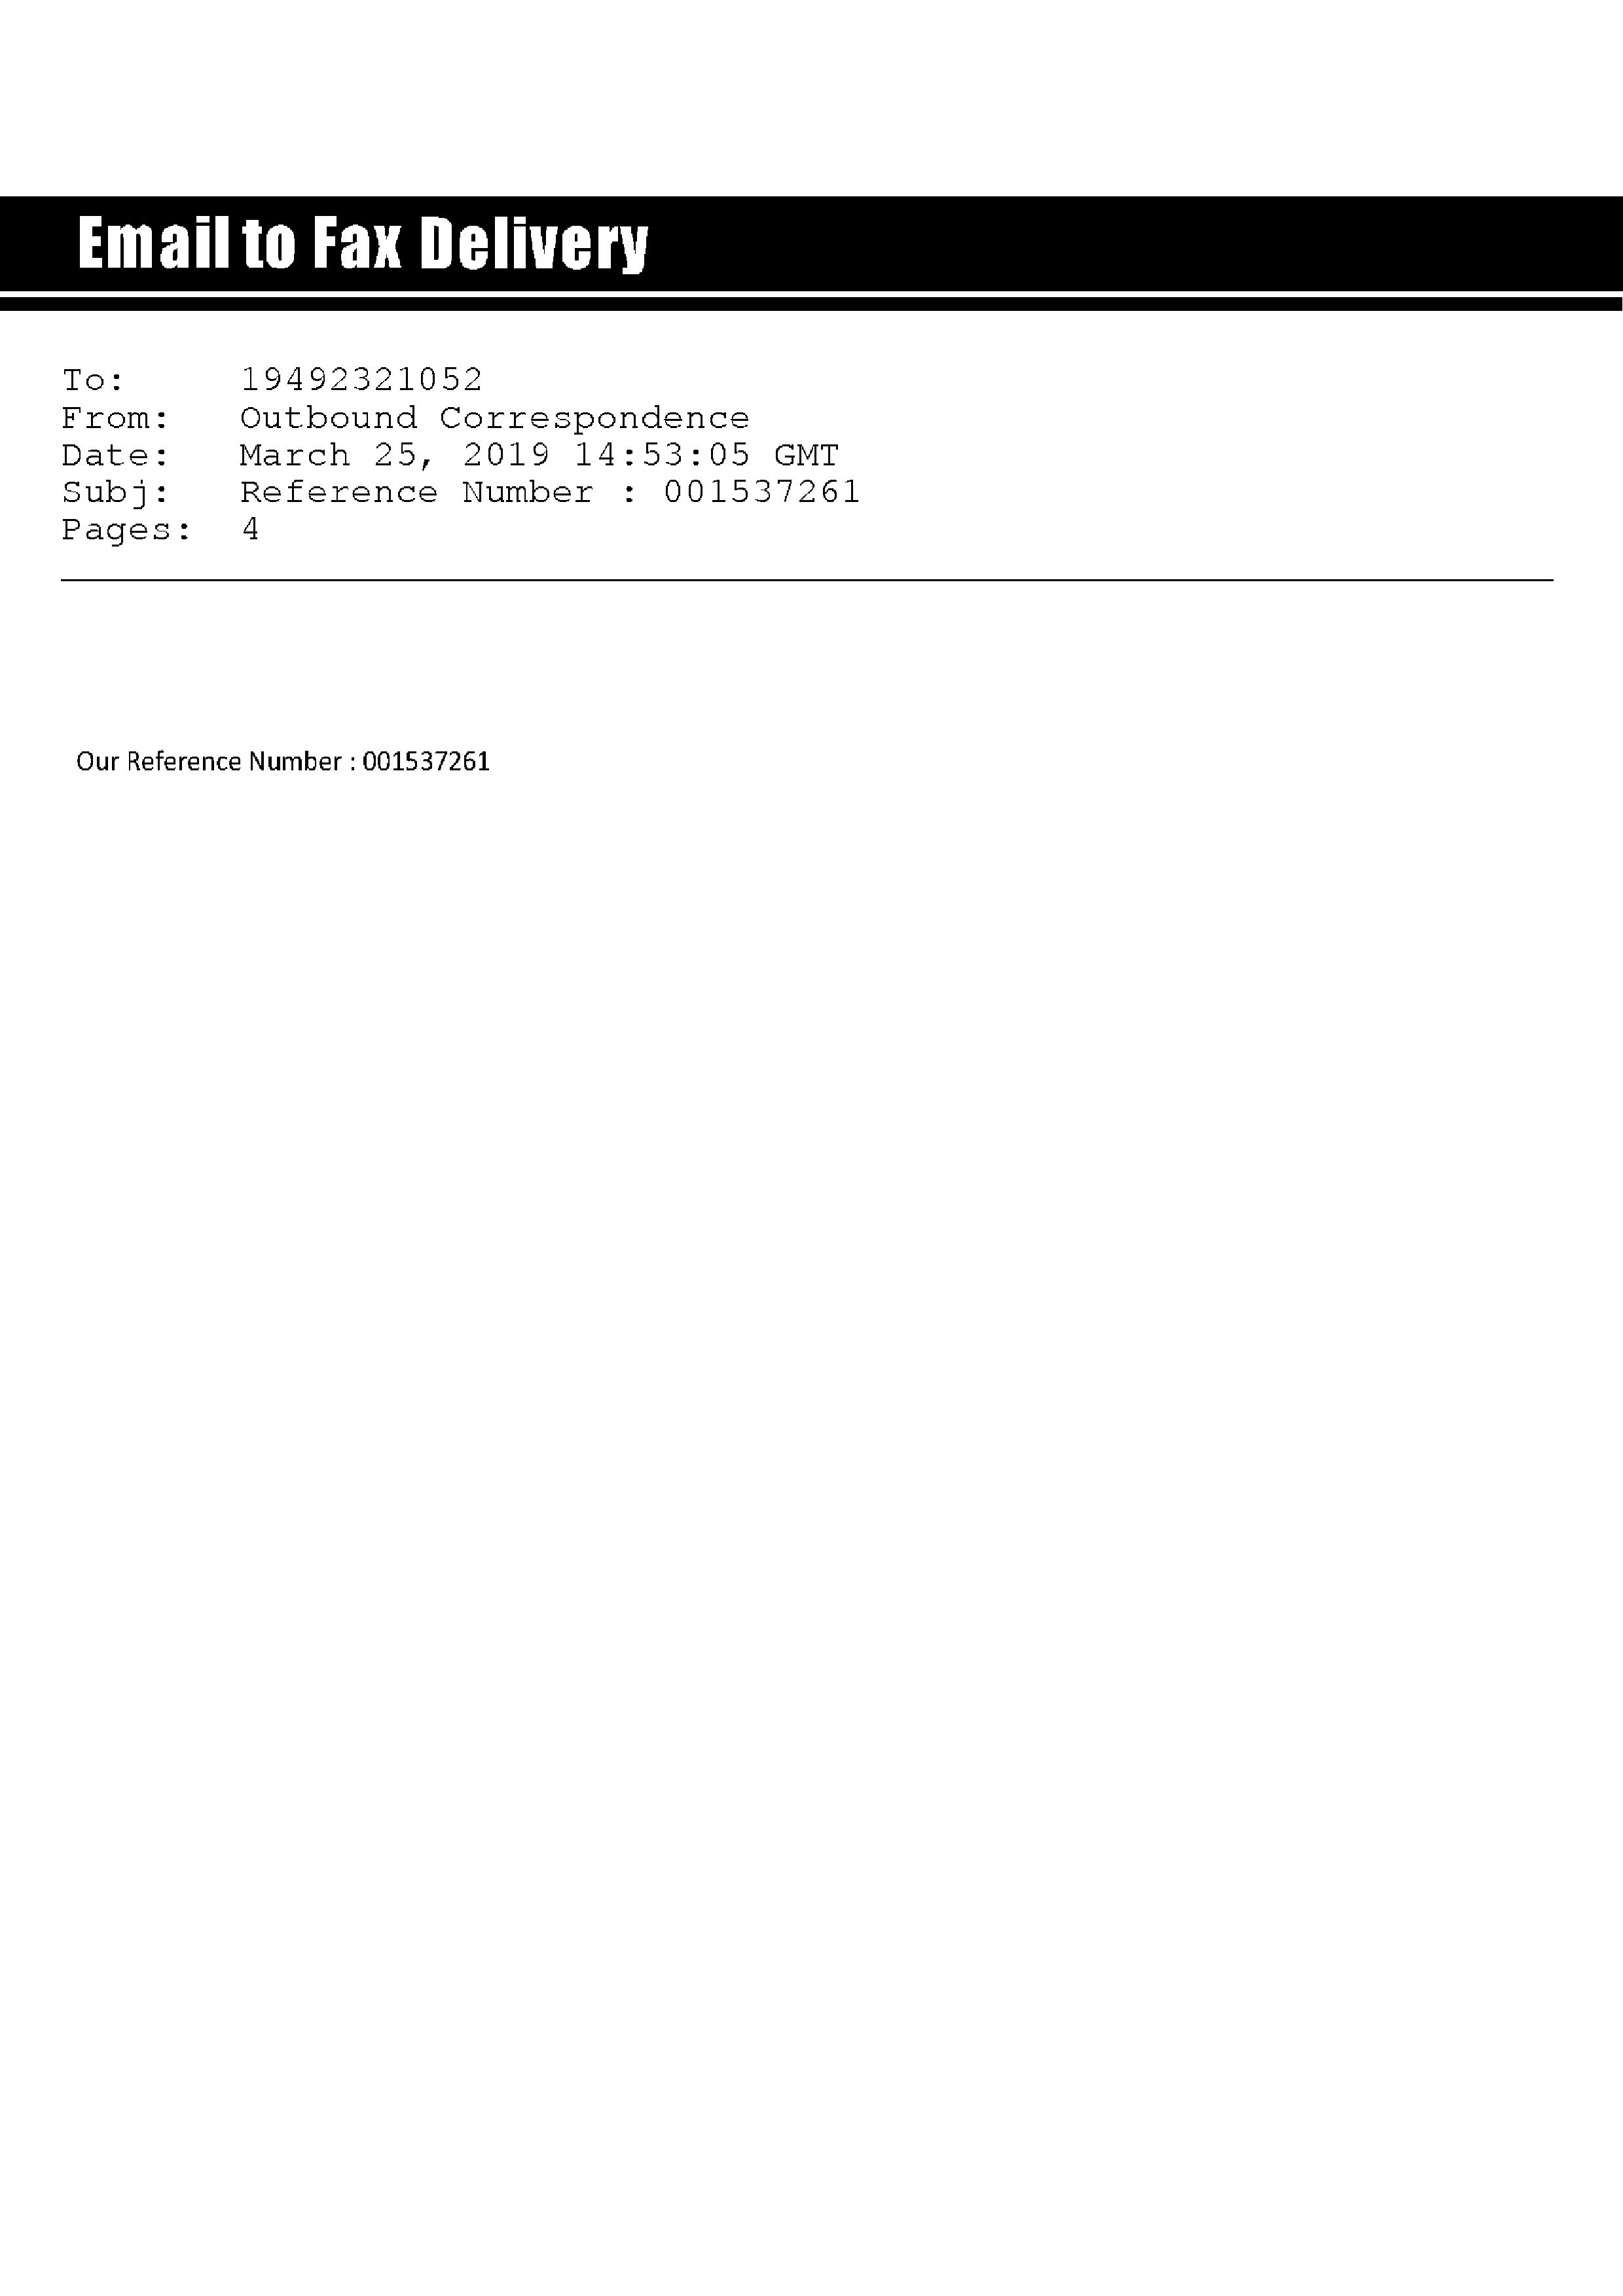 Email to Fax Delivery
To: 19492321052
From: Outbound Correspondence
Date: March 25, 2019 14:53:05 GMT
Subj: Reference Number : 001537261
Pages: 4
Our Reference Number : 001537261